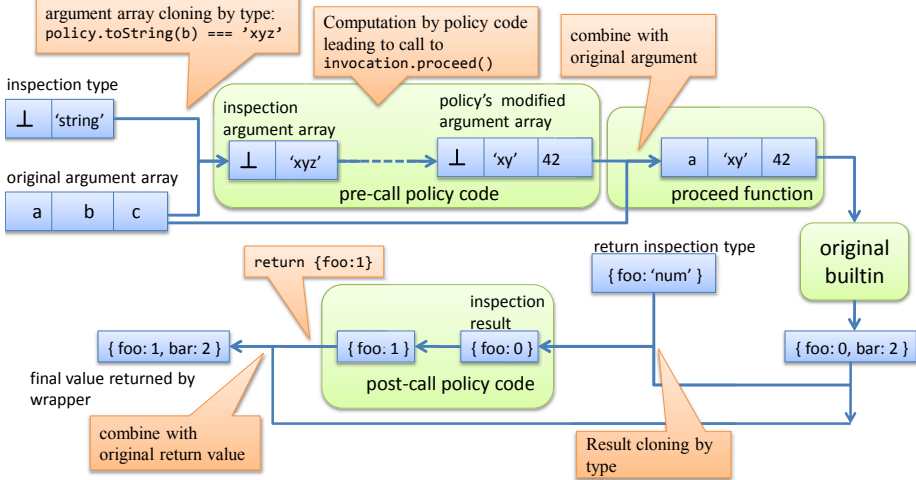 argument array cloning by type:
policy.toString(b) === ’xyz’
Computation by policy code
leading to call to
invocation.proceed()
combine with
original argument
inspection type
⊥ ‘string’
inspection
argument array
⊥ ‘xyz’
policy’s modified
argument array
⊥ ‘xy’ 42
a ‘xy’ 42
original argument array
a b c
pre-call policy code
proceed function
return {foo:1}
return inspection type
{ foo: ‘num’ }
original
builtin
inspection
result
{ foo: 1, bar: 2 }
{ foo: 1 }
{ foo: 0 }
{ foo: 0, bar: 2 }
final value returned by
wrapper
post-call policy code
combine with
original return value
Result cloning by
type